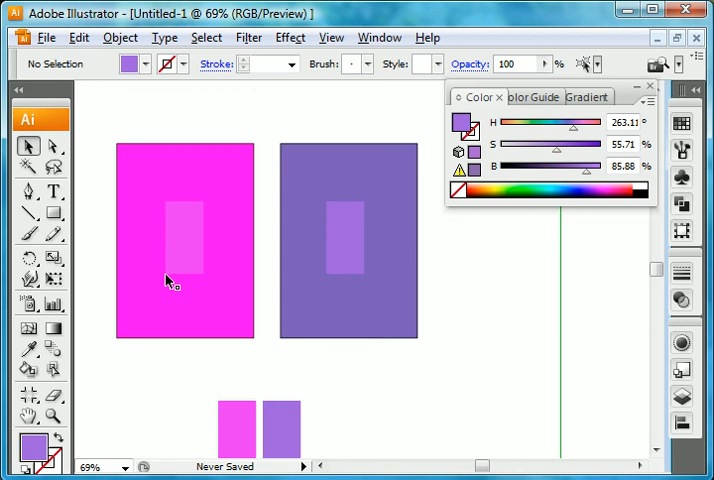 Ai Adobe Illustrator - [Untitled-1 @ 69% (RGB/Preview) ]
File Edit Object Type Select Filter Effect View Window Help
No Selection Stroke: Brush: Style: Opacity: 100 %
Color × olor Guide Gradient
Ai
H 263.11 °
S 55.71 %
B 85.88 %
T
69% Never Saved